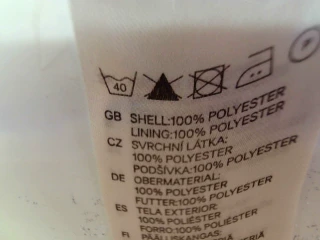 40
GB SHELL:100% POLYESTER
LINING:100% POLYESTER
CZ SVRCHNÍ LÁTKA:
100% POLYESTER
PODŠÍVKA:100% POLYESTER
DE OBERMATERIAL:
100% POLYESTER
FUTTER:100% POLYESTER
ES TELA EXTERIOR:
100% POLIÉSTER
FORRO:100% POLIÉSTER
FI PÄÄLLISKANGAS: